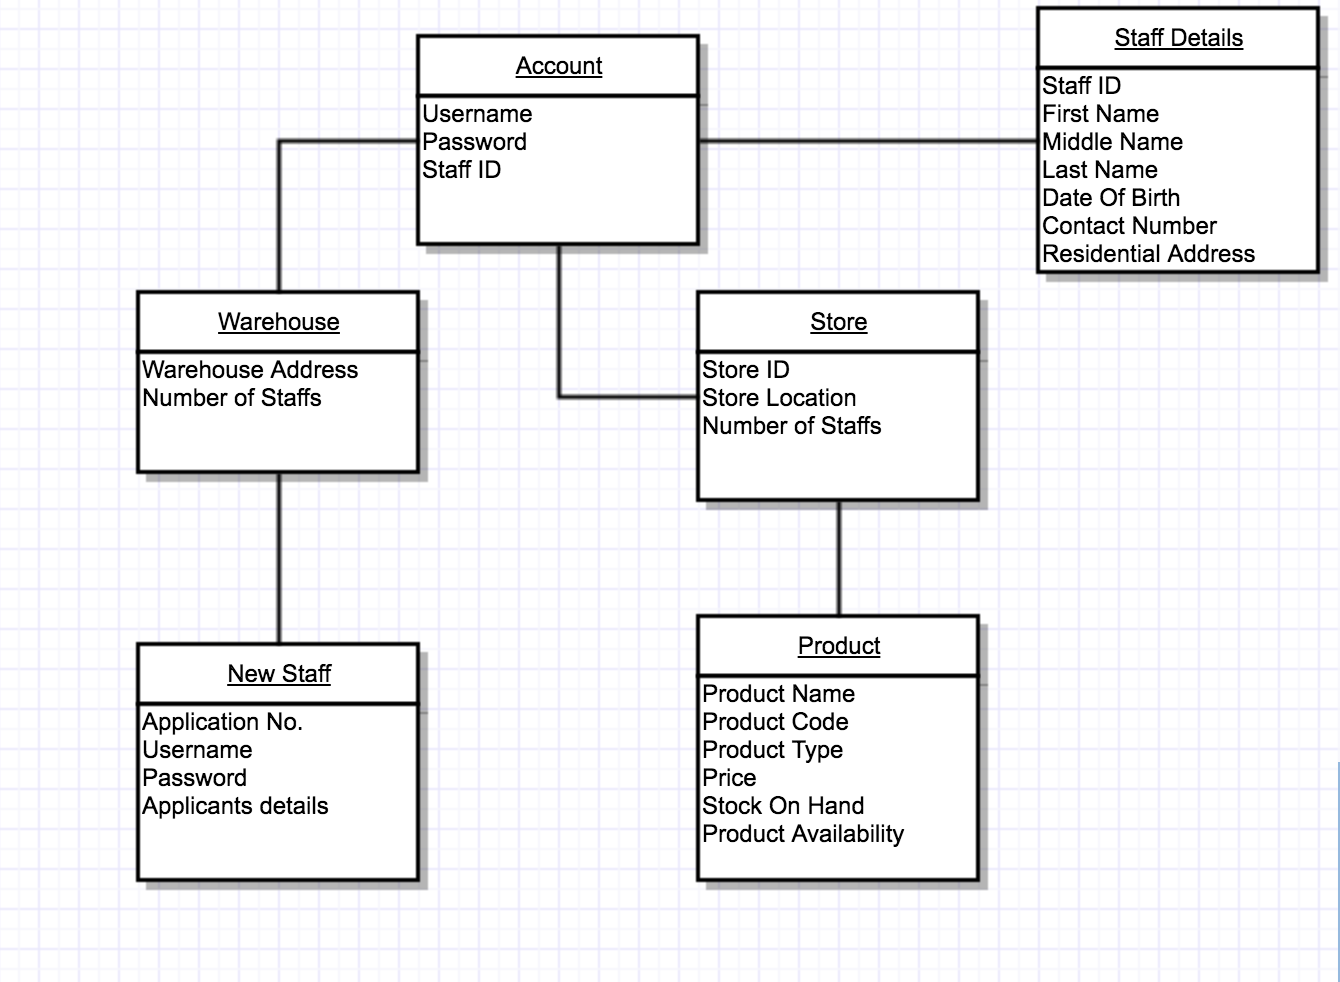 Account
Username
Password
Staff ID
Staff Details
Staff ID
First Name
Middle Name
Last Name
Date Of Birth
Contact Number
Residential Address
Warehouse
Warehouse Address
Number of Staffs
Store
Store ID
Store Location
Number of Staffs
New Staff
Application No.
Username
Password
Applicants details
Product
Product Name
Product Code
Product Type
Price
Stock On Hand
Product Availability